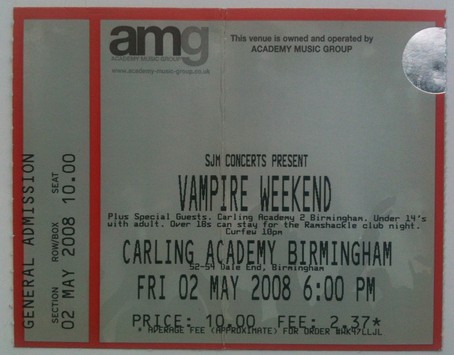 amg
ACADEMY MUSIC GROUP
www.academy-music-group.co.uk
This venue is owned and operated by
ACADEMY MUSIC GROUP
SJM CONCERTS PRESENT
VAMPIRE WEEKEND
Plus Special Guests. Carling Academy 2 Birmingham. Under 14's
with adult. Over 18s can stay for the Ramshackle club night.
Curfew 10pm
CARLING ACADEMY BIRMINGHAM
52-54 Dale End, Birmingham
FRI 02 MAY 2008 6:00 PM
PRICE: 10.00 FEE: 2.37*
* AVERAGE FEE (APPROXIMATE) FOR ORDER
GENERAL ADMISSION
SECTION ROW/BOX SEAT
02 MAY 2008 10.00